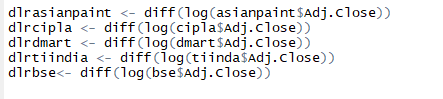 dlrasianpaint <- diff(log(asianpaint$Adj.Close))
dlrcipla <- diff(log(cipla$Adj.Close))
dlrdmart <- diff(log(dmart$Adj.Close))
dlrtiindia <- diff(log(tiinda$Adj.Close))
dlrbse<- diff(log(bse$Adj.Close))